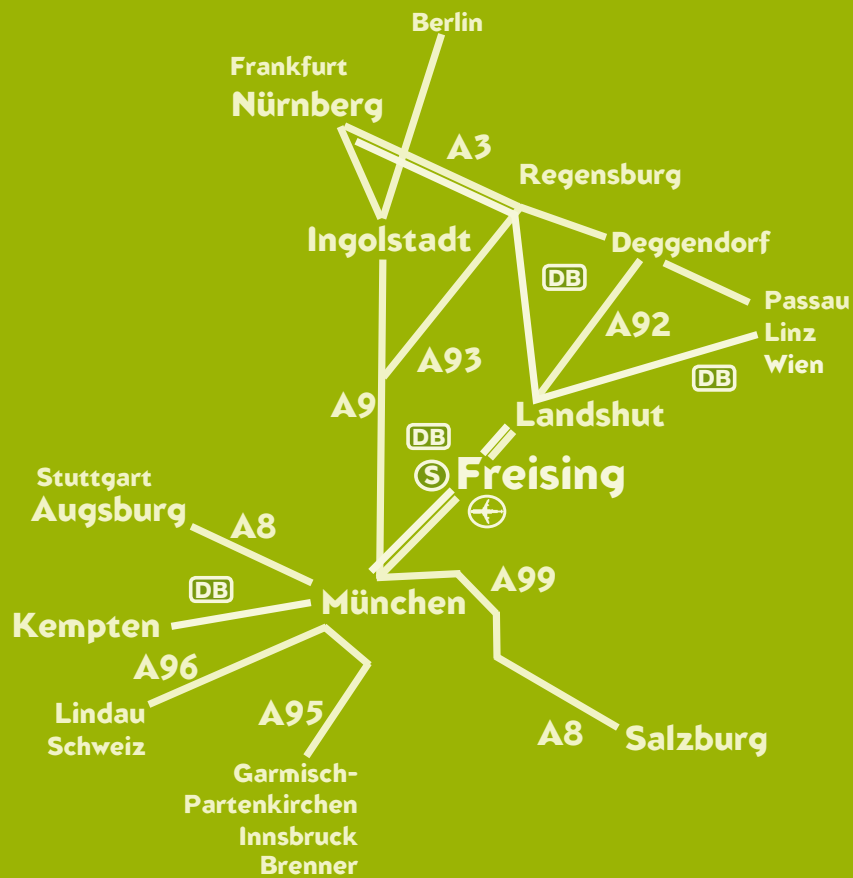 Berlin
Frankfurt
Nürnberg
A3
Regensburg
Ingolstadt
Deggendorf
DB
Passau
Linz
Wien
A92
A93
DB
A9
Landshut
DB
S
Freising
Stuttgart
Augsburg
A8
DB
A99
München
Kempten
A96
Lindau
Schweiz
A95
A8
Salzburg
Garmisch-
Partenkirchen
Innsbruck
Brenner